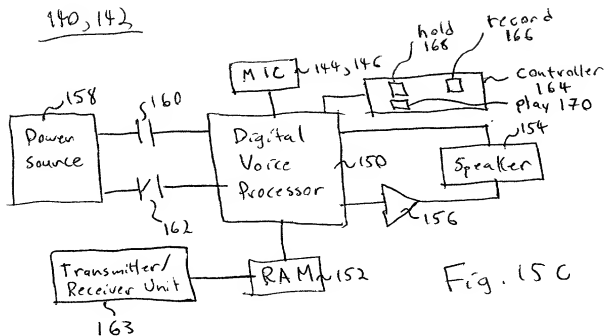 140, 142
hold
168
record
166
MIC
144, 146
controller
164
play 170
158
160
Power
Source
Digital
Voice
Processor
150
154
Speaker
156
162
Transmitter/
Receiver Unit
RAM
152
163
Fig. 15C